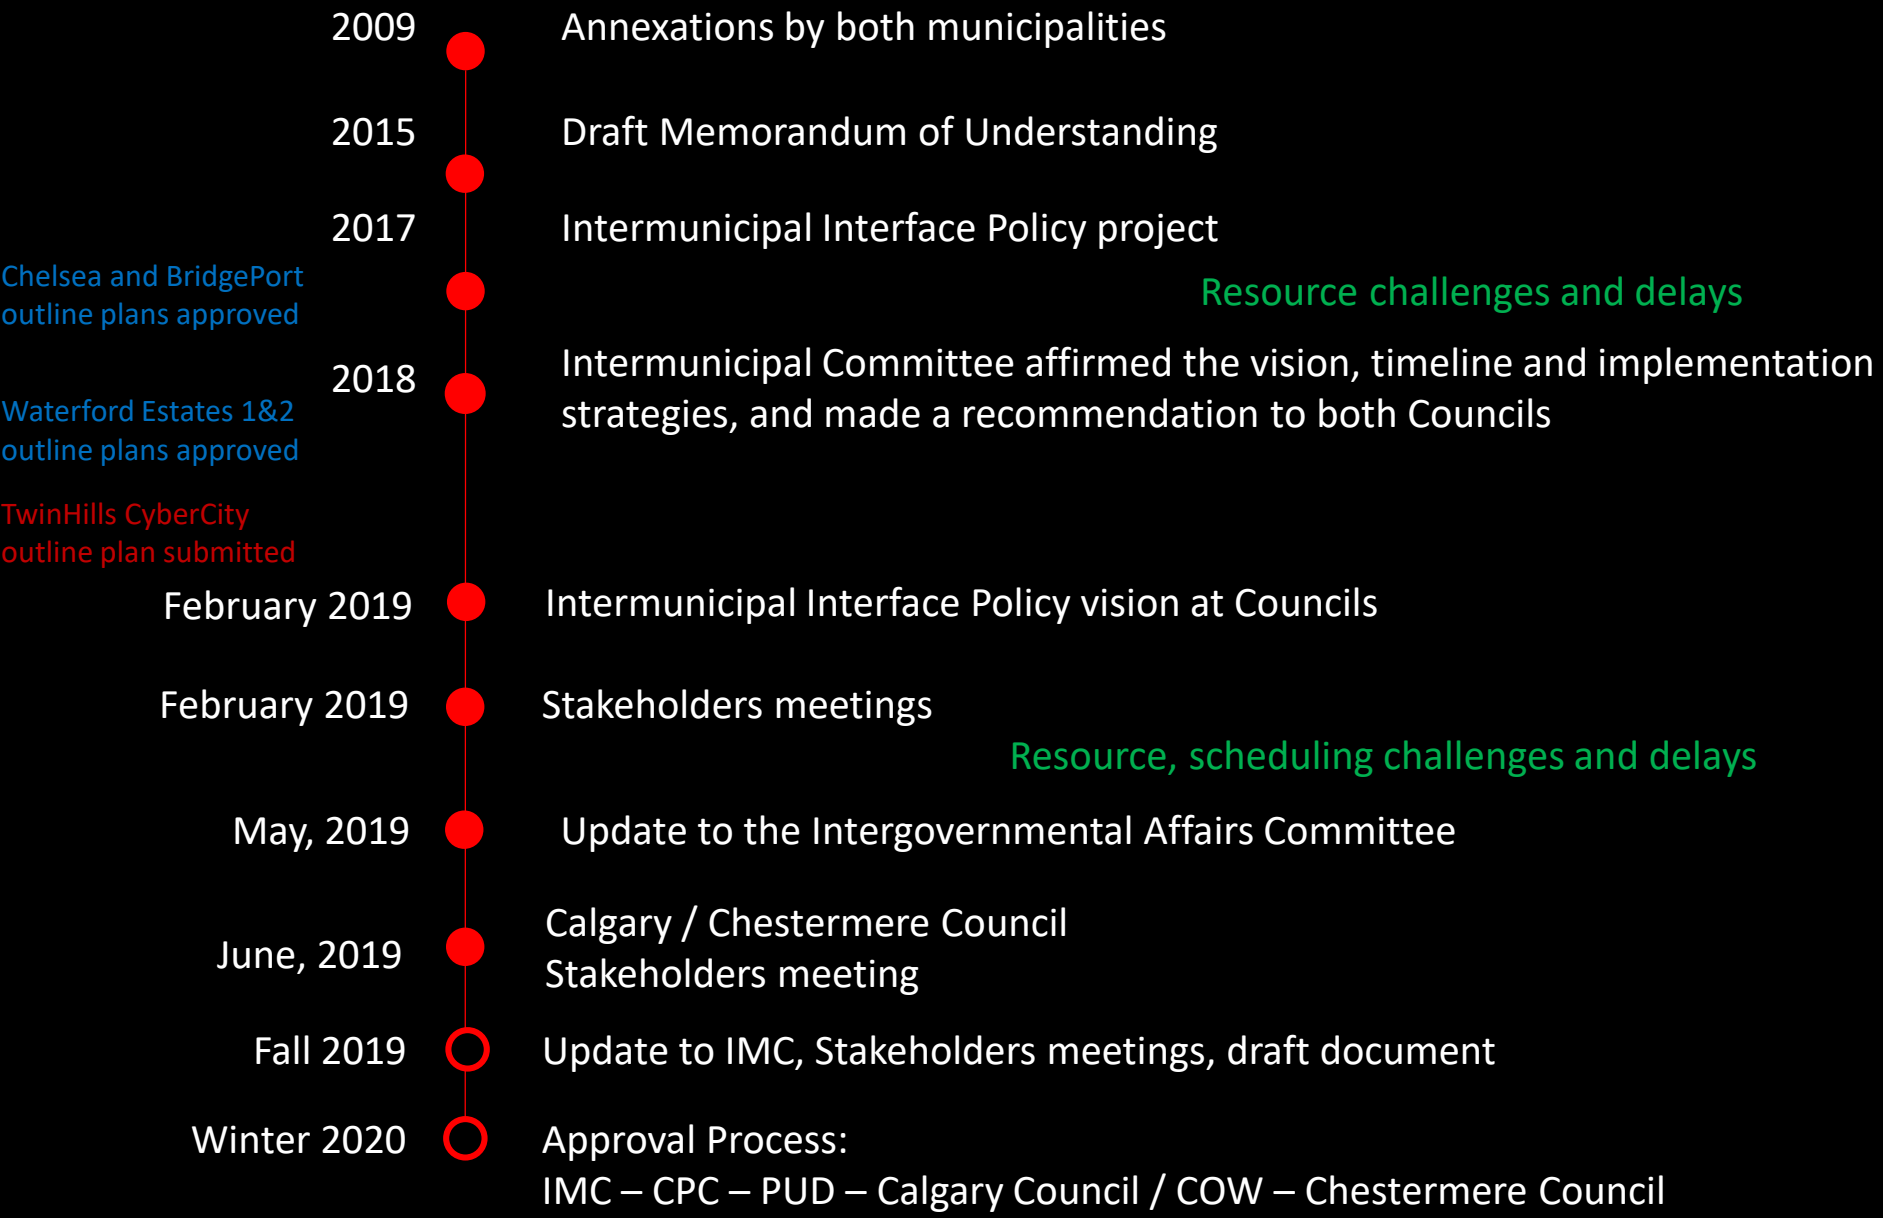 2009 Annexations by both municipalities
2015 Draft Memorandum of Understanding
2017 Intermunicipal Interface Policy project
Chelsea and BridgePort
outline plans approved
Resource challenges and delays
2018
Intermunicipal Committee affirmed the vision, timeline and implementation
strategies, and made a recommendation to both Councils
Waterford Estates 1&2
outline plans approved
TwinHills CyberCity
outline plan submitted
February 2019 Intermunicipal Interface Policy vision at Councils
February 2019 Stakeholders meetings
Resource, scheduling challenges and delays
May, 2019 Update to the Intergovernmental Affairs Committee
June, 2019
Calgary / Chestermere Council
Stakeholders meeting
Fall 2019 Update to IMC, Stakeholders meetings, draft document
Winter 2020 Approval Process:
IMC – CPC – PUD – Calgary Council / COW – Chestermere Council